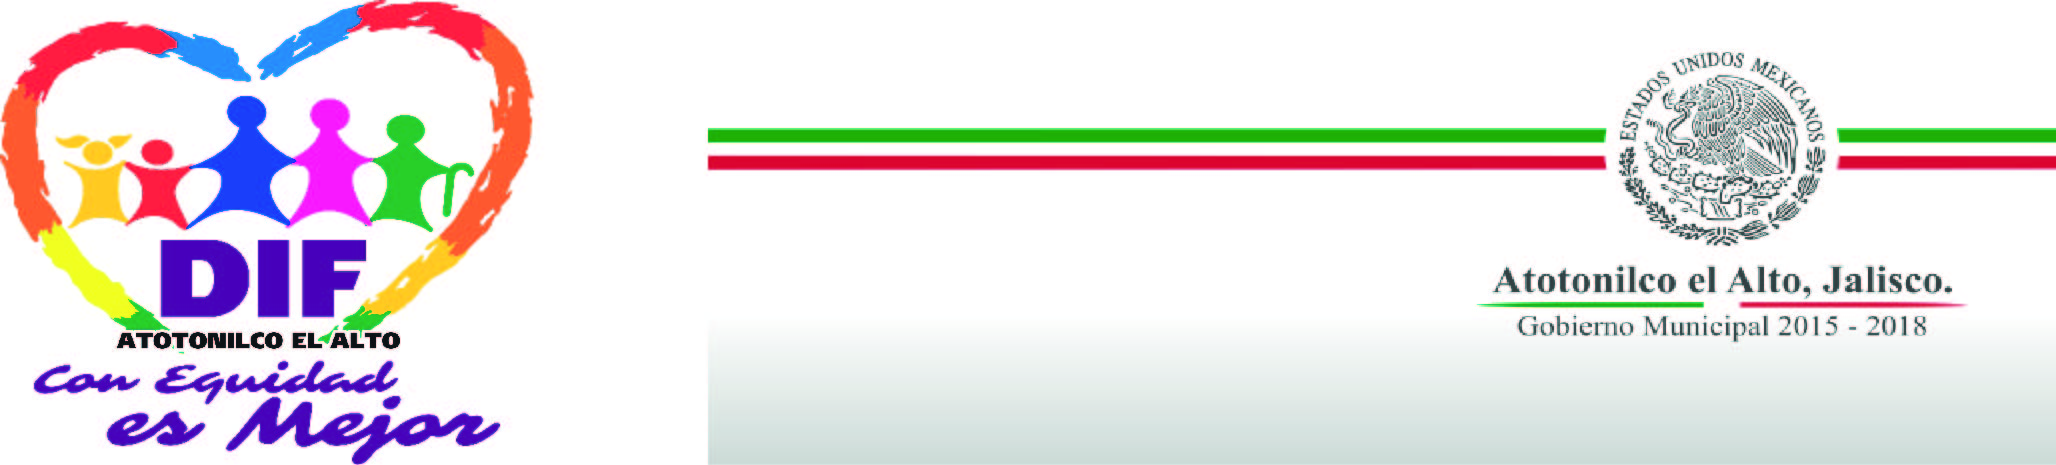 DIF
ATOTONILCO EL ALTO
Con Equidad
es Mejor
ESTADOS UNIDOS MEXICANOS
Atotonilco el Alto, Jalisco.
Gobierno Municipal 2015 - 2018